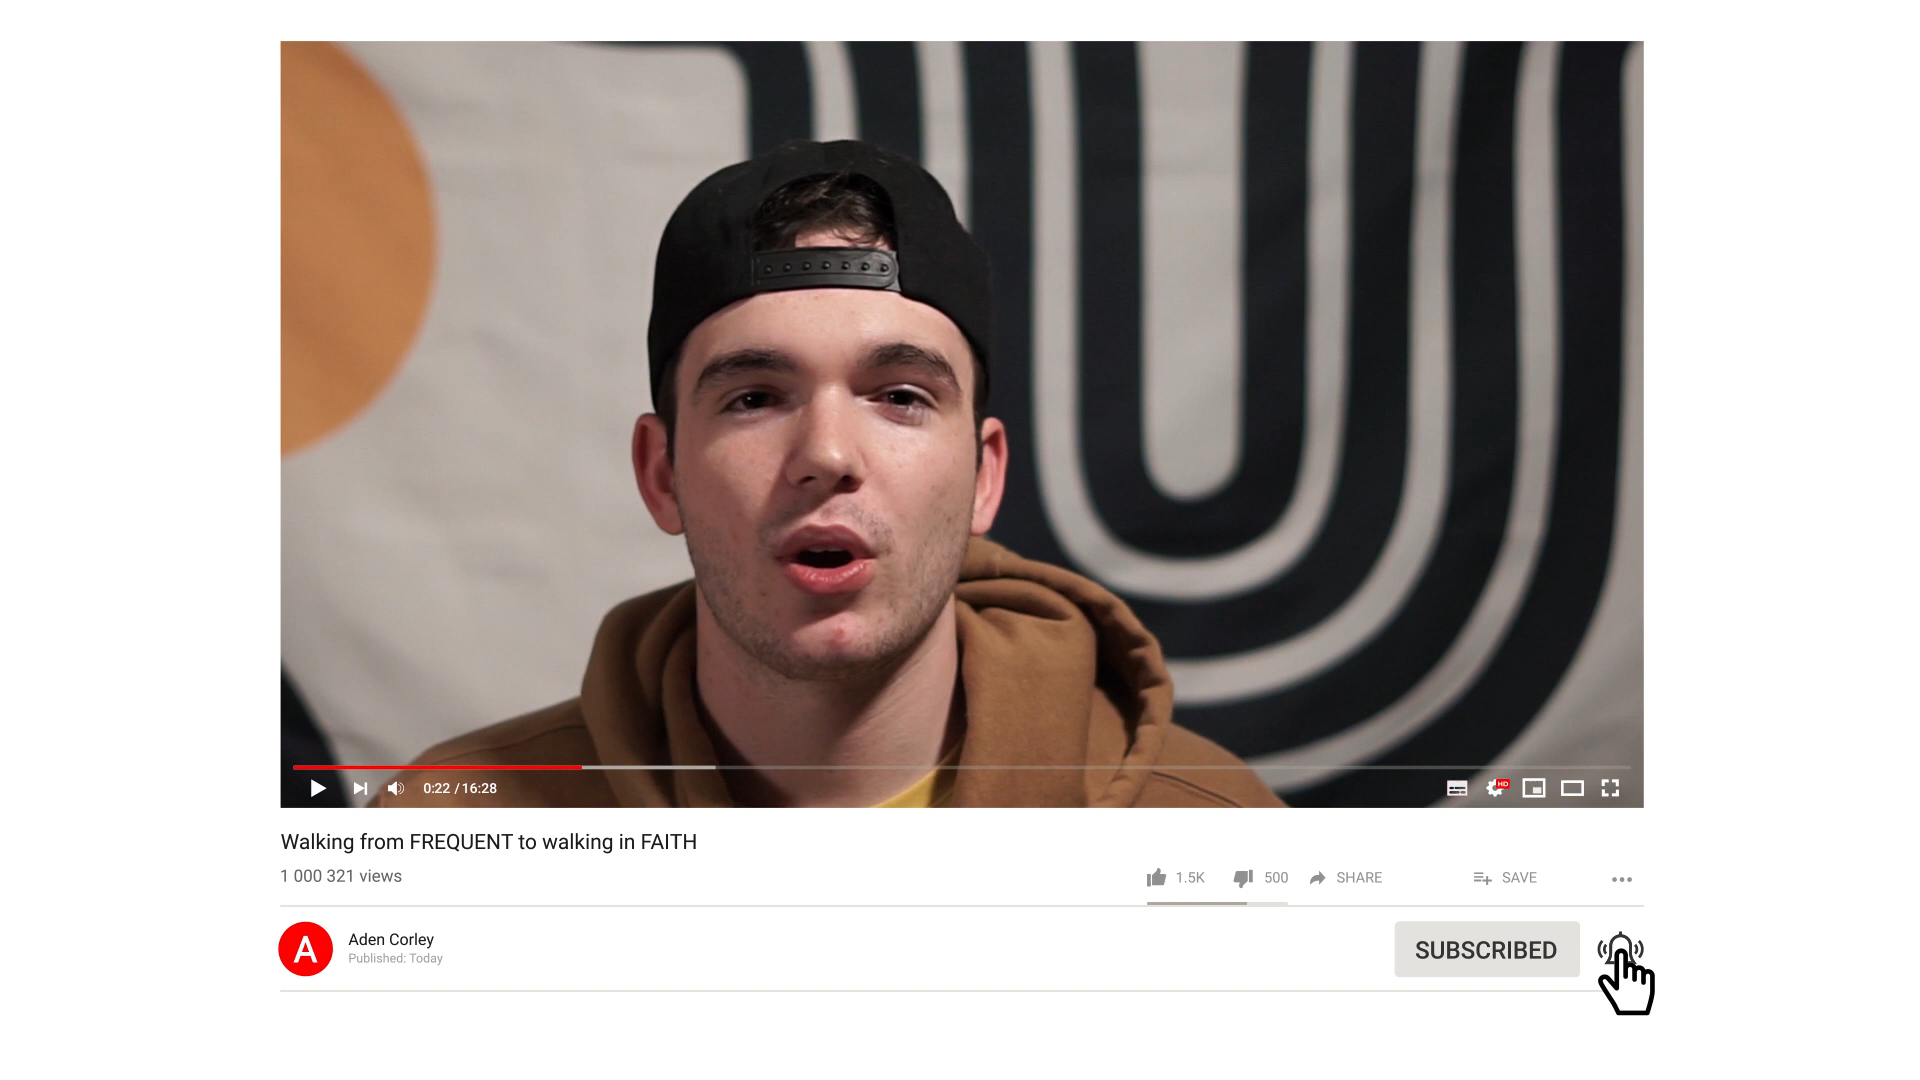 0:22 / 16:28
HD
Walking from FREQUENT to walking in FAITH
1 000 321 views
1.5K
500
SHARE
SAVE
A
Aden Corley
Published: Today
SUBSCRIBED